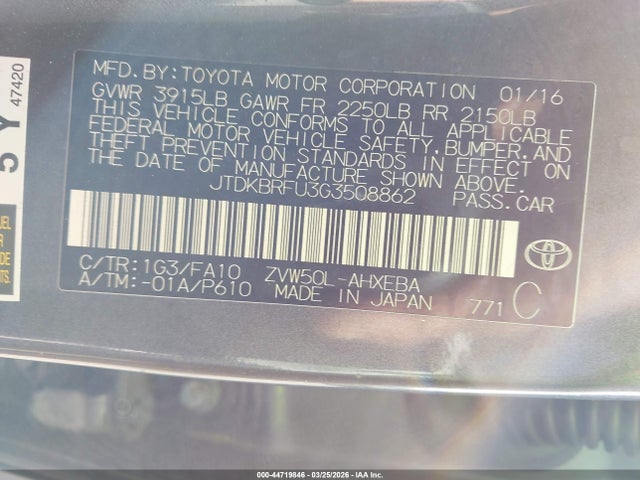 MFD.BY:TOYOTA MOTOR CORPORATION 01/16
GVWR 3915LB GAWR FR 2250LB RR 2150LB
THIS VEHICLE CONFORMS TO ALL APPLICABLE
FEDERAL MOTOR VEHICLE SAFETY,BUMPER, AND
THEFT PREVENTION STANDARDS IN EFFECT ON
THE DATE OF MANUFACTURE SHOWN ABOVE.
JTDKBRFU3G3508862 PASS.CAR
C/TR:1G3/FA10 ZVW50L-AHXEBA
A/TM:-01A/P610 MADE IN JAPAN 771 C
TOYOTA
5Y 47420
000-44719846 - 03/25/2026 - IAA Inc.